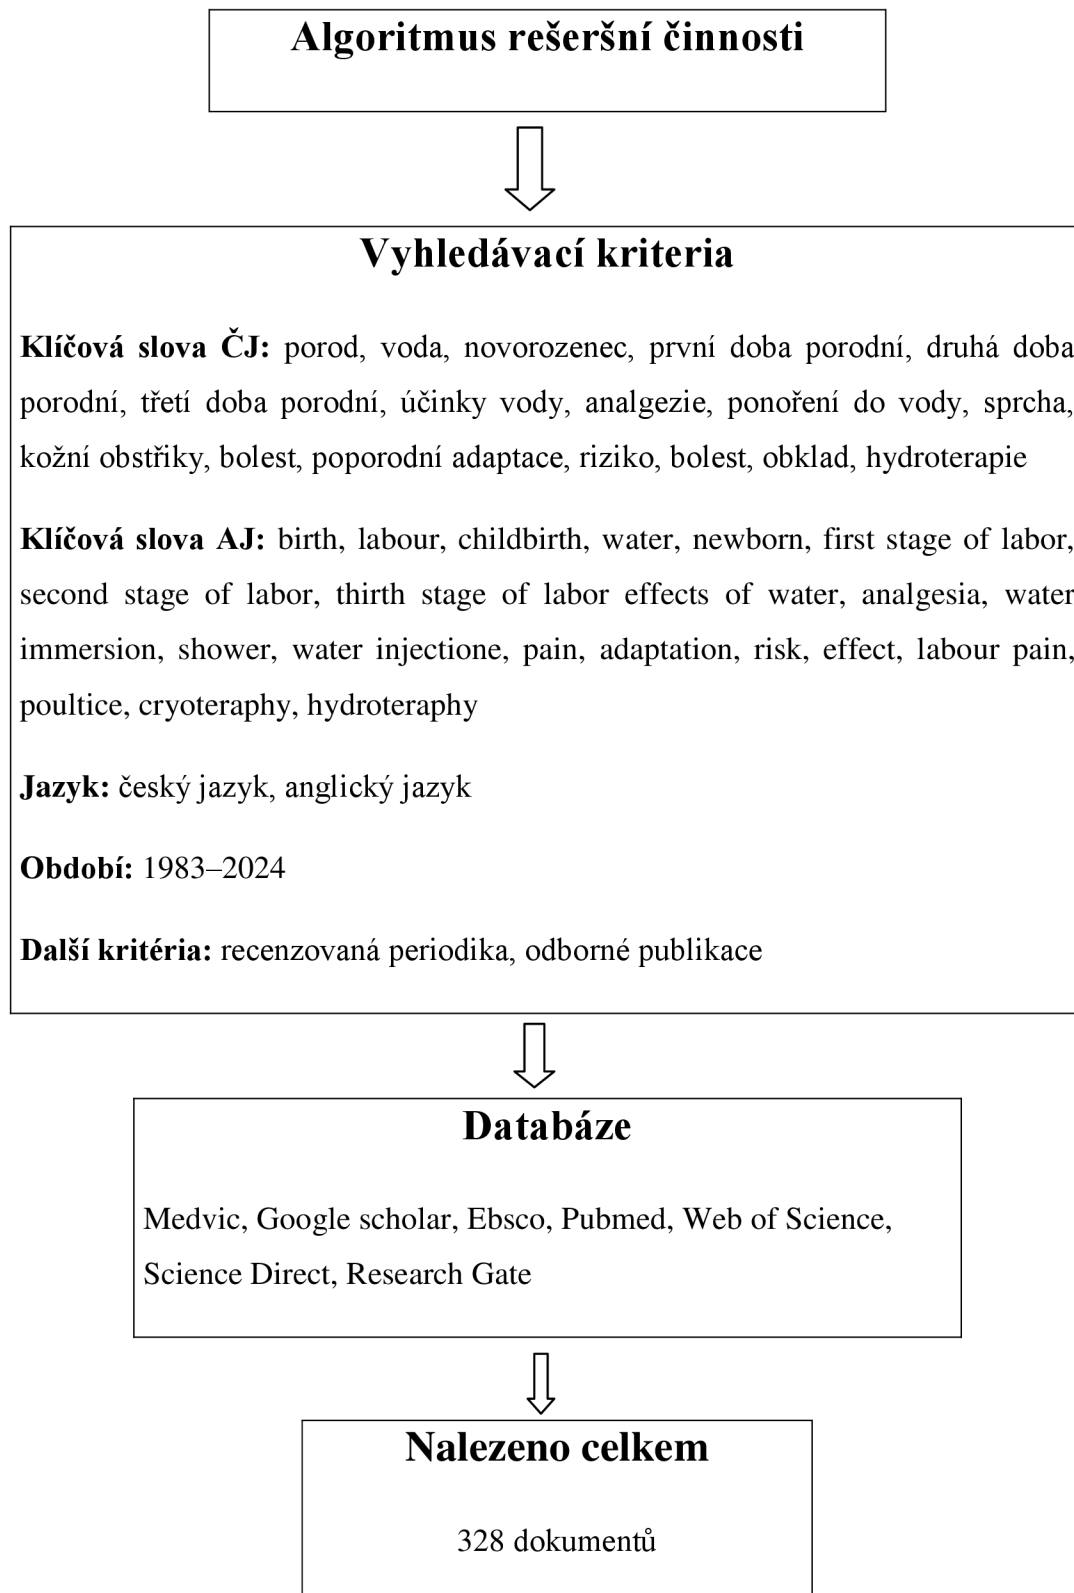 Algoritmus rešeršní činnosti
Vyhledávací kriteria
Klíčová slova ČJ: porod, voda, novorozenec, první doba porodní, druhá doba
porodní, třetí doba porodní, účinky vody, analgezie, ponoření do vody, sprcha,
kožní obstřiky, bolest, poporodní adaptace, riziko, bolest, obklad, hydroterapie
Klíčová slova AJ: birth, labour, childbirth, water, newborn, first stage of labor,
second stage of labor, thirth stage of labor effects of water, analgesia, water
immersion, shower, water injectione, pain, adaptation, risk, effect, labour pain,
poultice, cryoteraphy, hydroteraphy
Jazyk: český jazyk, anglický jazyk
Období: 1983–2024
Další kritéria: recenzovaná periodika, odborné publikace
Databáze
Medvic, Google scholar, Ebsco, Pubmed, Web of Science,
Science Direct, Research Gate
Nalezeno celkem
328 dokumentů